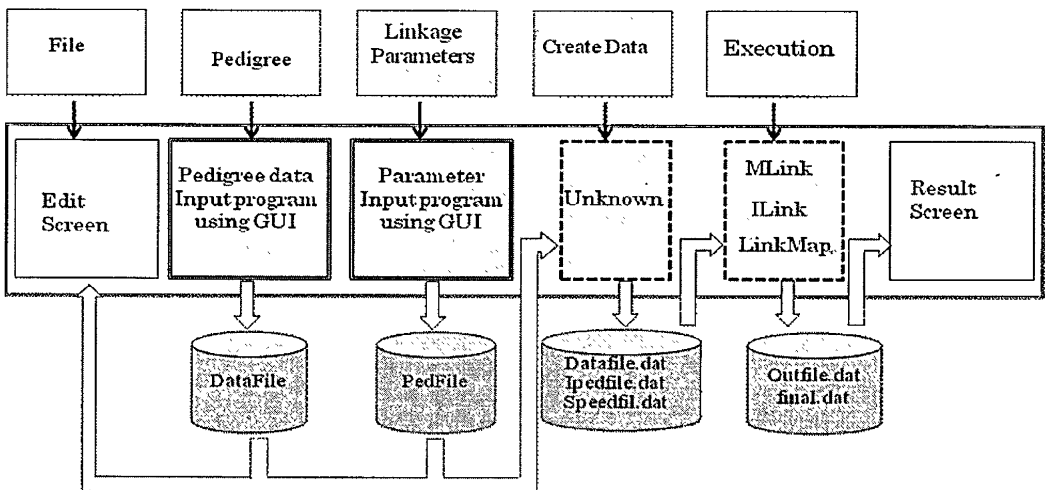 File
Pedigree
Linkage
Parameters
Create Data
Execution
Edit
Screen
Pedigree data
Input program
using GUI
Parameter
Input program
using GUI
Unknown
MLink
ILink
LinkMap
Result
Screen
DataFile
PedFile
Datafile.dat
Ipedfile.dat
Speedfil.dat
Outfile.dat
final.dat